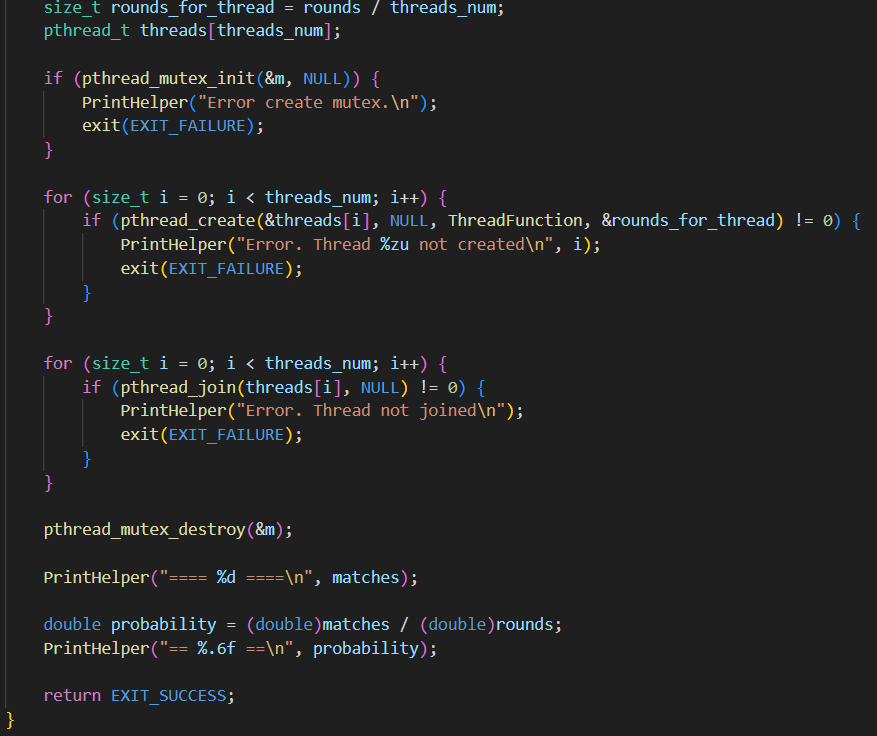 size_t rounds_for_thread = rounds / threads_num;
pthread_t threads[threads_num];
if (pthread_mutex_init(&m, NULL)) {
PrintHelper("Error create mutex.\n");
exit(EXIT_FAILURE);
}
for (size_t i = 0; i < threads_num; i++) {
if (pthread_create(&threads[i], NULL, ThreadFunction, &rounds_for_thread) != 0) {
PrintHelper("Error. Thread %zu not created\n", i);
exit(EXIT_FAILURE);
}
}
for (size_t i = 0; i < threads_num; i++) {
if (pthread_join(threads[i], NULL) != 0) {
PrintHelper("Error. Thread not joined\n");
exit(EXIT_FAILURE);
}
}
pthread_mutex_destroy(&m);
PrintHelper("==== %d ====\n", matches);
double probability = (double)matches / (double)rounds;
PrintHelper("== %.6f ==\n", probability);
return EXIT_SUCCESS;
}